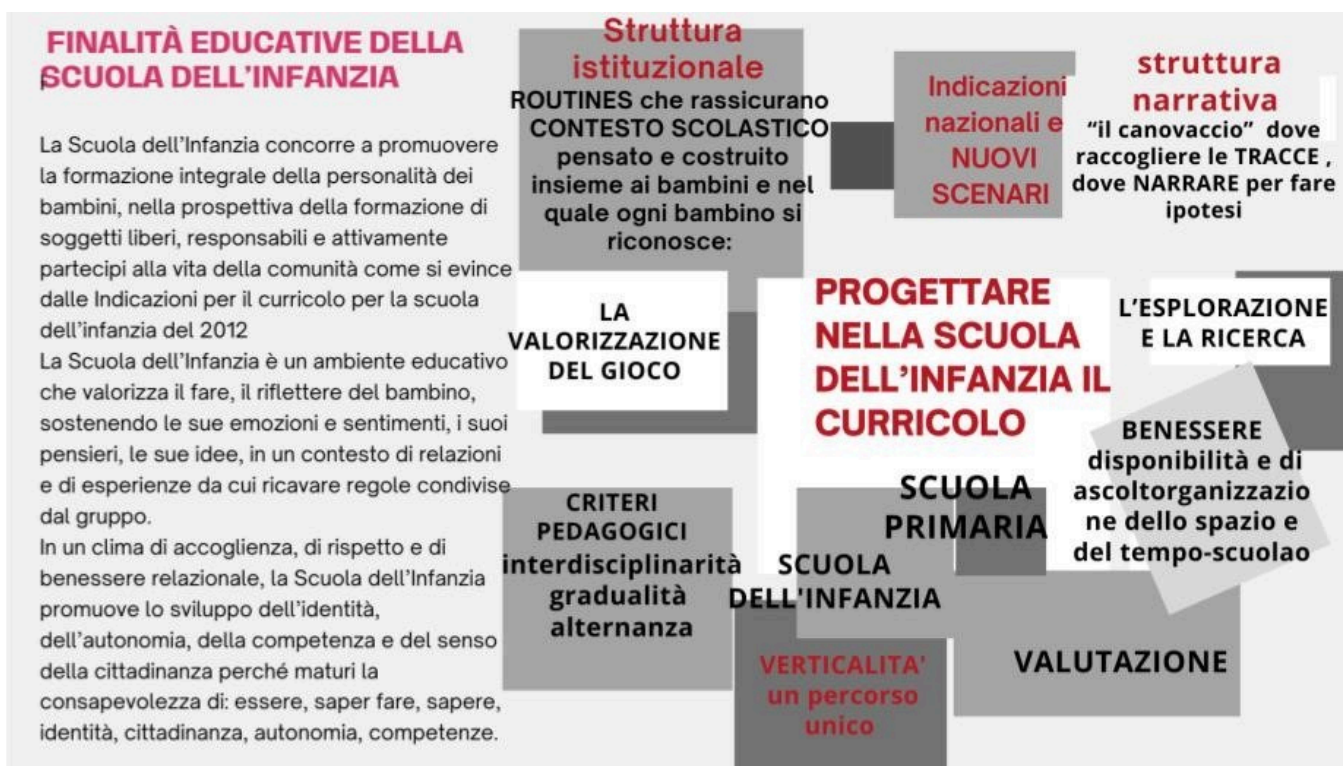 FINALITÀ EDUCATIVE DELLA
SCUOLA DELL'INFANZIA
La Scuola dell'Infanzia concorre a promuovere
la formazione integrale della personalità dei
bambini, nella prospettiva della formazione di
soggetti liberi, responsabili e attivamente
partecipi alla vita della comunità come si evince
dalle Indicazioni per il curricolo per la scuola
dell'infanzia del 2012
La Scuola dell'Infanzia è un ambiente educativo
che valorizza il fare, il riflettere del bambino,
sostenendo le sue emozioni e sentimenti, i suoi
pensieri, le sue idee, in un contesto di relazioni
e di esperienze da cui ricavare regole condivise
dal gruppo.
In un clima di accoglienza, di rispetto e di
benessere relazionale, la Scuola dell'Infanzia
promuove lo sviluppo dell'identità,
dell'autonomia, della competenza e del senso
della cittadinanza perché maturi la
consapevolezza di: essere, saper fare, sapere,
identità, cittadinanza, autonomia, competenze.
Struttura
istituzionale
ROUTINES che rassicurano
CONTESTO SCOLASTICO
pensato e costruito
insieme ai bambini e nel
quale ogni bambino si
riconosce:
Indicazioni
nazionali e
NUOVI
SCENARI
struttura
narrativa
“il canovaccio” dove
raccogliere le TRACCE ,
dove NARRARE per fare
ipotesi
LA
VALORIZZAZIONE
DEL GIOCO
PROGETTARE
NELLA SCUOLA
DELL'INFANZIA IL
CURRICOLO
L'ESPLORAZIONE
E LA RICERCA
BENESSERE
disponibilità e di
ascoltorganizzazio
ne dello spazio e
del tempo-scuolao
CRITERI
PEDAGOGICI
interdisciplinarità
gradualità
alternanza
SCUOLA
PRIMARIA
SCUOLA
DELL'INFANZIA
VERTICALITA'
un percorso
unico
VALUTAZIONE